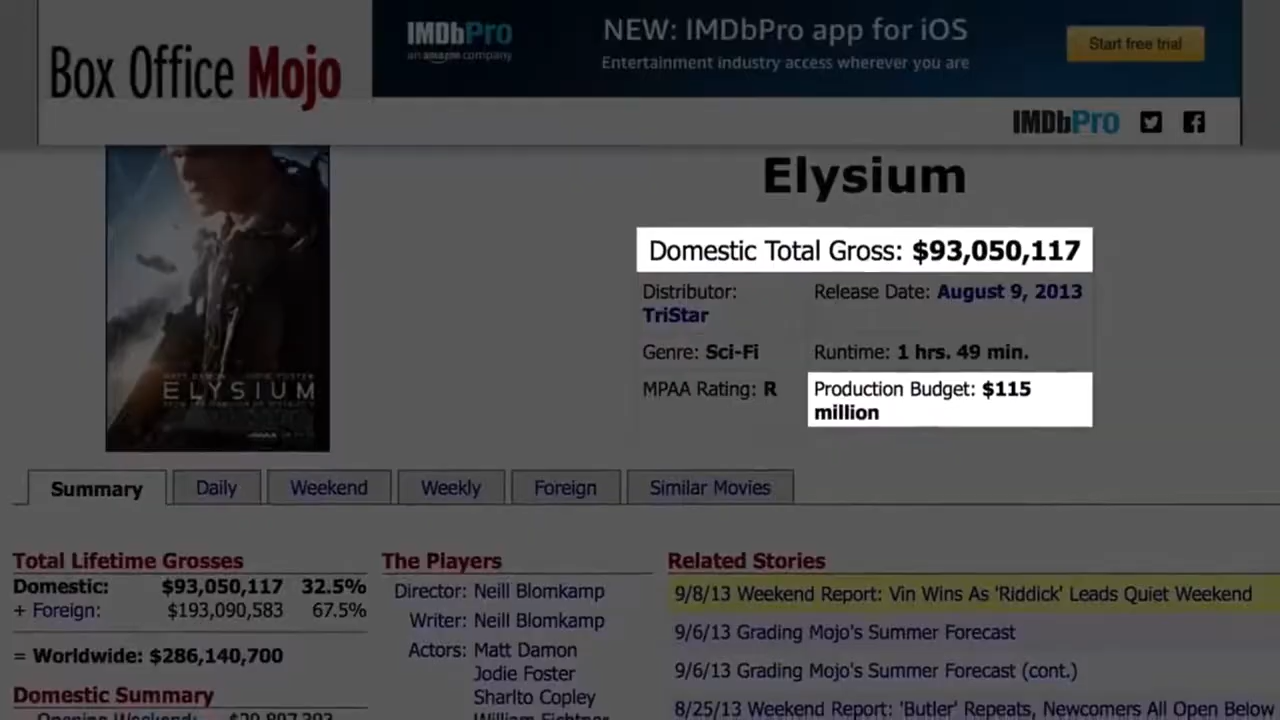 Box Office Mojo
IMDbPro
an amazon company
NEW: IMDbPro app for iOS
Entertainment industry access wherever you are
Start free trial
IMDbPro
Elysium
Domestic Total Gross: $93,050,117
Distributor:
TriStar
Release Date: August 9, 2013
Genre: Sci-Fi
Runtime: 1 hrs. 49 min.
MPAA Rating: R
Production Budget: $115
million
ELYSIUM
Summary
Daily
Weekend
Weekly
Foreign
Similar Movies
Total Lifetime Grosses
Domestic: $93,050,117 32.5%
+ Foreign: $193,090,583 67.5%
= Worldwide: $286,140,700
Domestic Summary
The Players
Director: Neill Blomkamp
Writer: Neill Blomkamp
Actors: Matt Damon
Jodie Foster
Sharlto Copley
Related Stories
9/8/13 Weekend Report: Vin Wins As 'Riddick' Leads Quiet Weekend
9/6/13 Grading Mojo's Summer Forecast
9/6/13 Grading Mojo's Summer Forecast (cont.)
8/25/13 Weekend Report: 'Butler' Repeats, Newcomers All Open Below